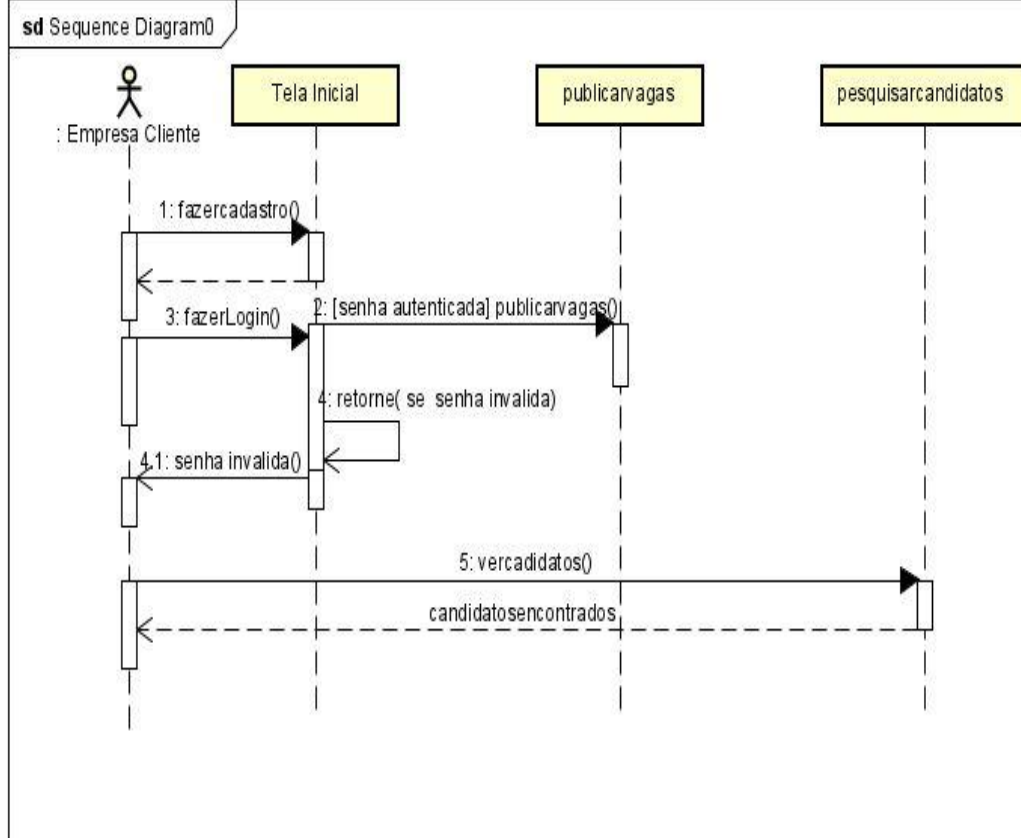 sd Sequence Diagram0
: Empresa Cliente
Tela Inicial
publicarvagas
pesquisarcandidatos
1: fazercadastro()
2: [senha autenticada] publicarvagas()
3: fazerLogin()
4: retorne( se senha invalida)
4.1: senha invalida()
5: vercadidatos()
candidatosencontrados